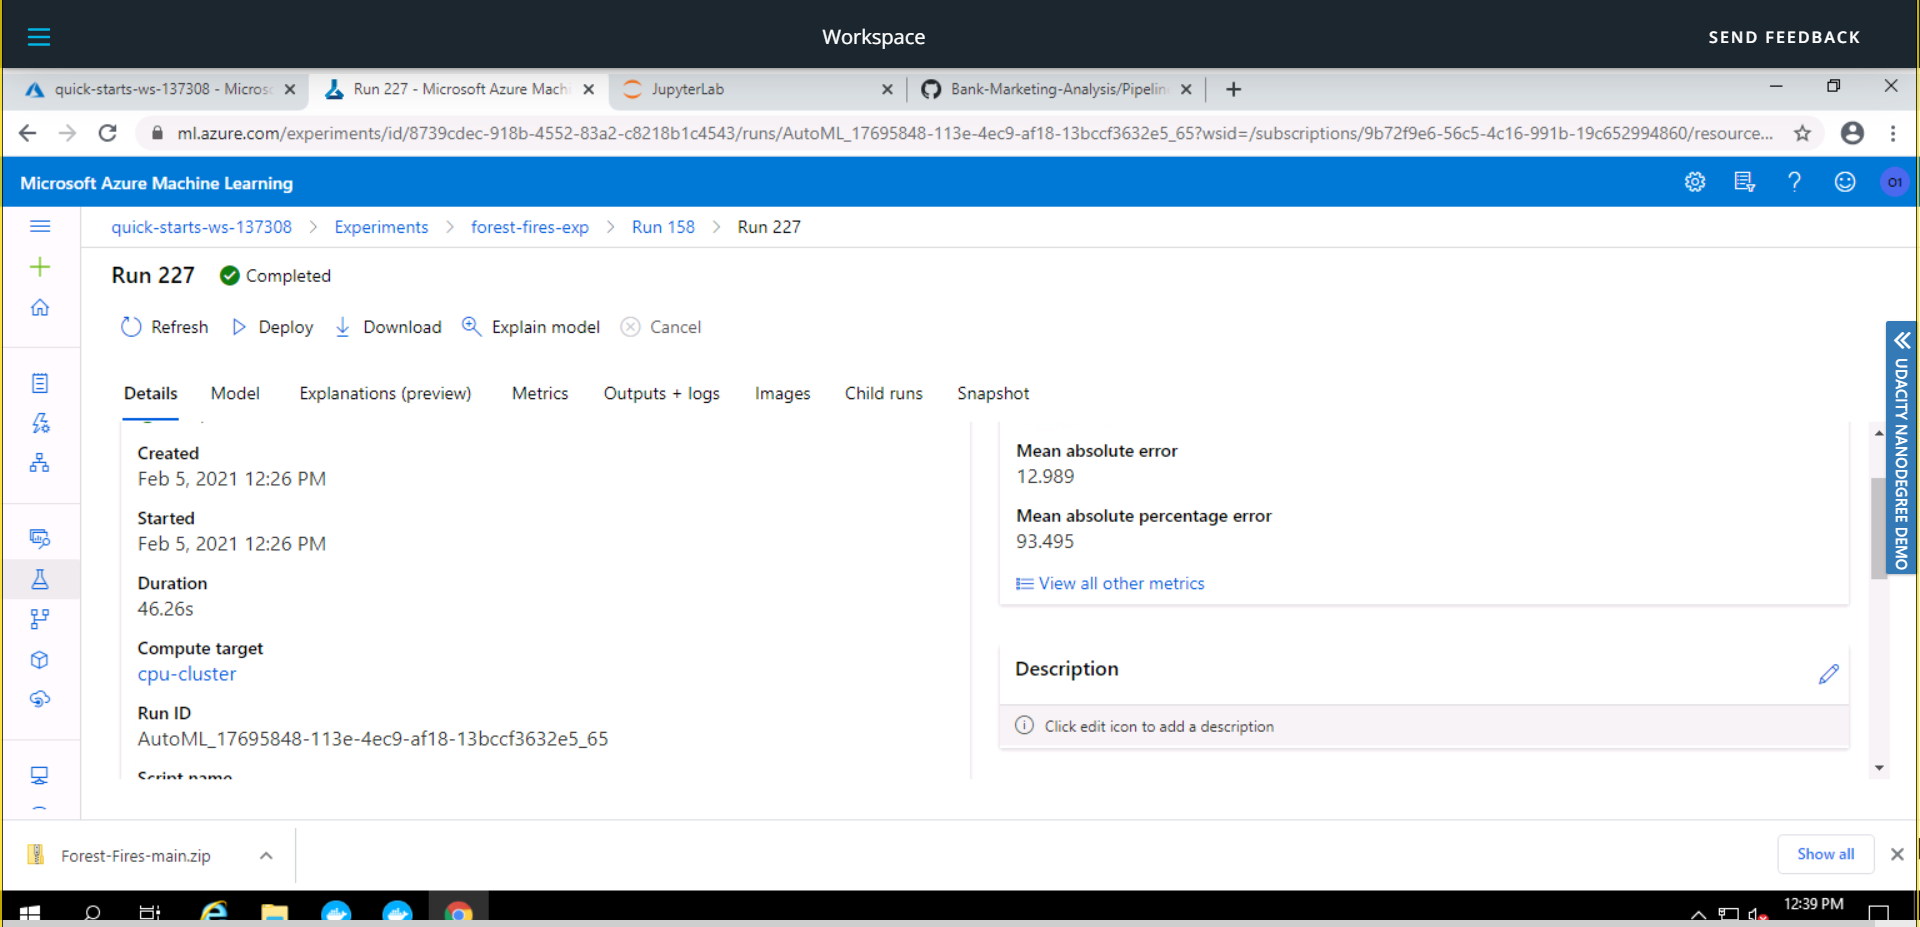 Workspace
SEND FEEDBACK
quick-starts-ws-137308 - Micros
Run 227 - Microsoft Azure Machi
JupyterLab
Bank-Marketing-Analysis/Pipelin
ml.azure.com/experiments/id/8739cdec-918b-4552-83a2-c8218b1c4543/runs/AutoML_17695848-113e-4ec9-af18-13bccf3632e5_65?wsid=/subscriptions/9b72f9e6-56c5-4c16-991b-19c652994860/resource...
Microsoft Azure Machine Learning
O1
quick-starts-ws-137308 > Experiments > forest-fires-exp > Run 158 > Run 227
Run 227 Completed
Refresh Deploy Download Explain model Cancel
Details Model Explanations (preview) Metrics Outputs + logs Images Child runs Snapshot
Created
Feb 5, 2021 12:26 PM
Started
Feb 5, 2021 12:26 PM
Duration
46.26s
Compute target
cpu-cluster
Run ID
AutoML_17695848-113e-4ec9-af18-13bccf3632e5_65
Script name
Mean absolute error
12.989
Mean absolute percentage error
93.495
View all other metrics
Description
Click edit icon to add a description
UDACITY NANODEGREE DEMO
Forest-Fires-main.zip
Show all
12:39 PM